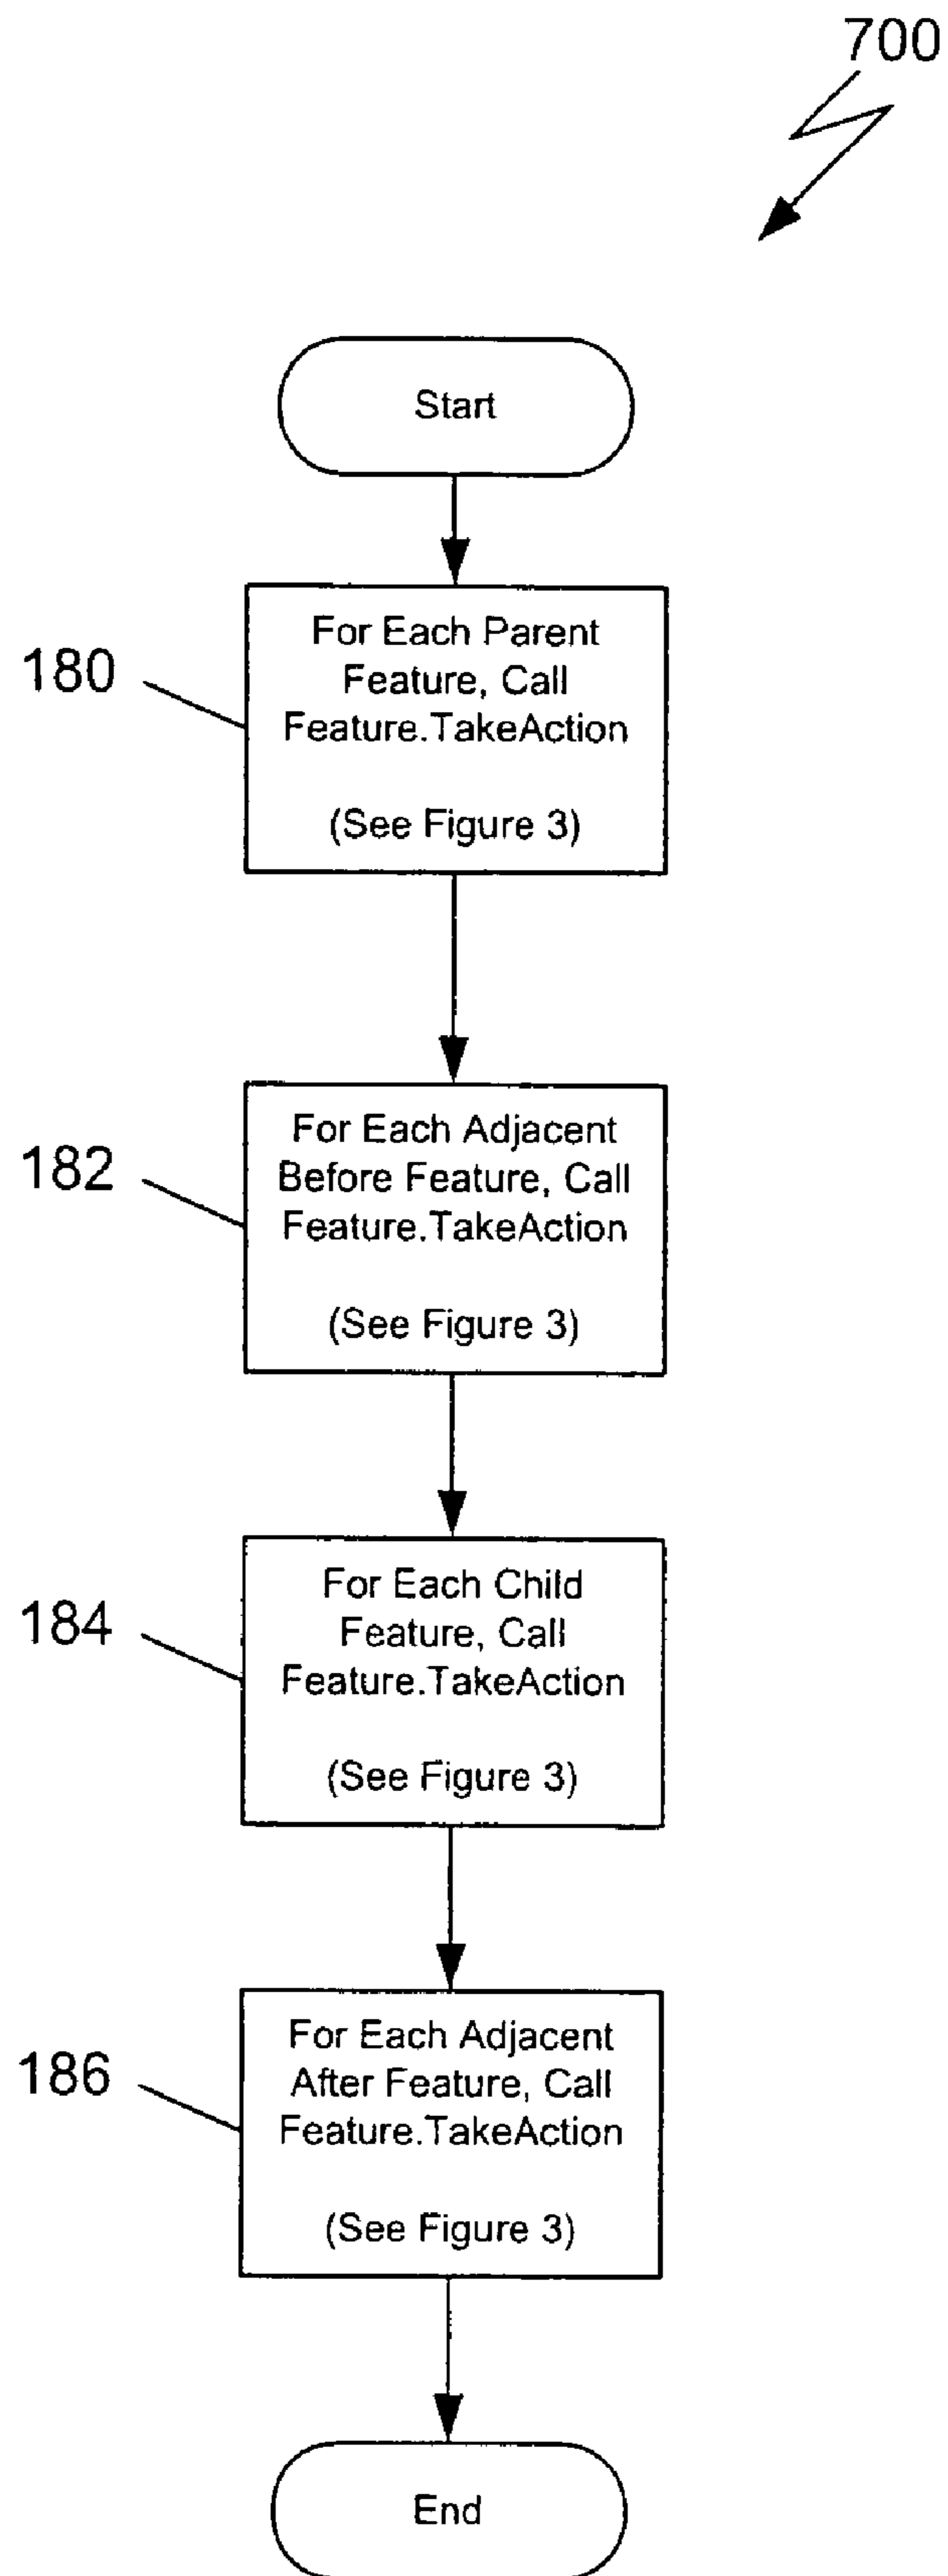 700
Start
180
For Each Parent
Feature, Call
Feature.TakeAction
(See Figure 3)
182
For Each Adjacent
Before Feature, Call
Feature.TakeAction
(See Figure 3)
184
For Each Child
Feature, Call
Feature.TakeAction
(See Figure 3)
186
For Each Adjacent
After Feature, Call
Feature.TakeAction
(See Figure 3)
End